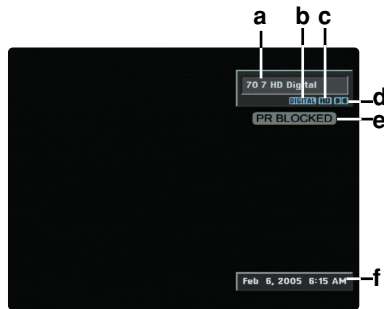 a b c
70 7 HD Digital
DIGITAL HD d
PR BLOCKED e
Feb 6, 2005 6:15 AM f